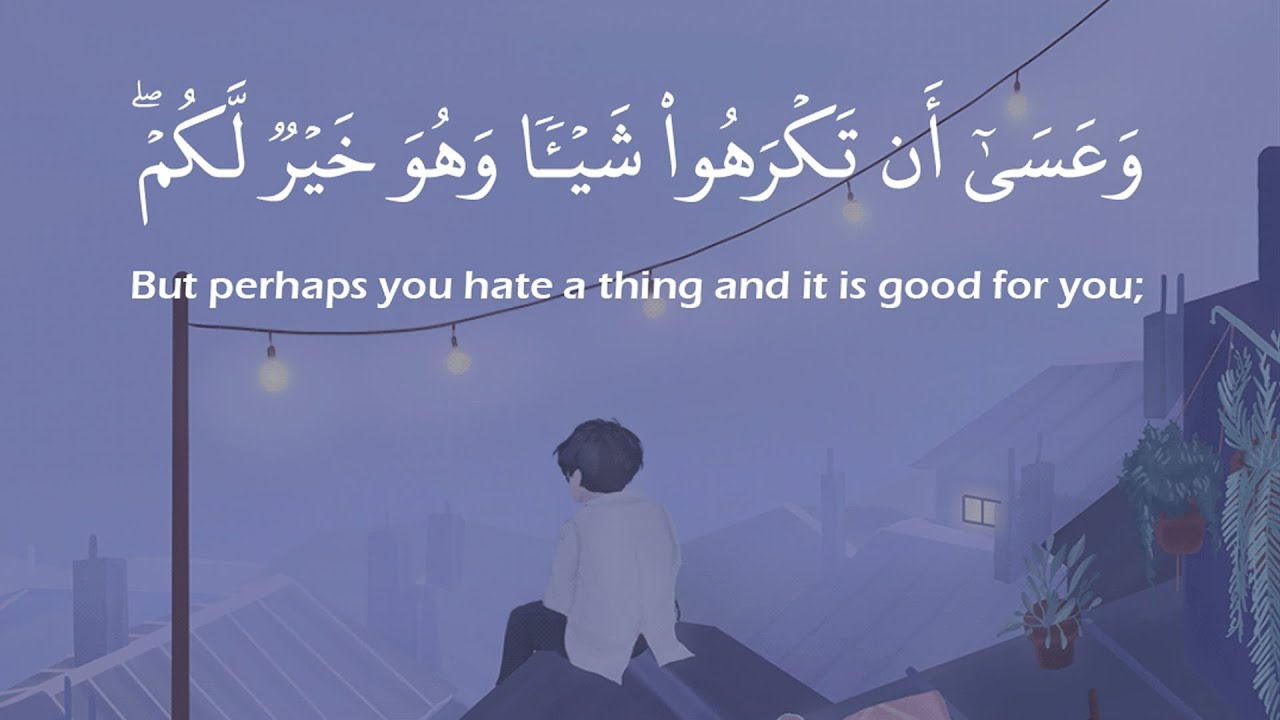 وَعَسَىٰٓ أَن تَكۡرَهُواْ شَيۡـٔٗا وَهُوَ خَيۡرٞ لَّكُمۡۖ
But perhaps you hate a thing and it is good for you;